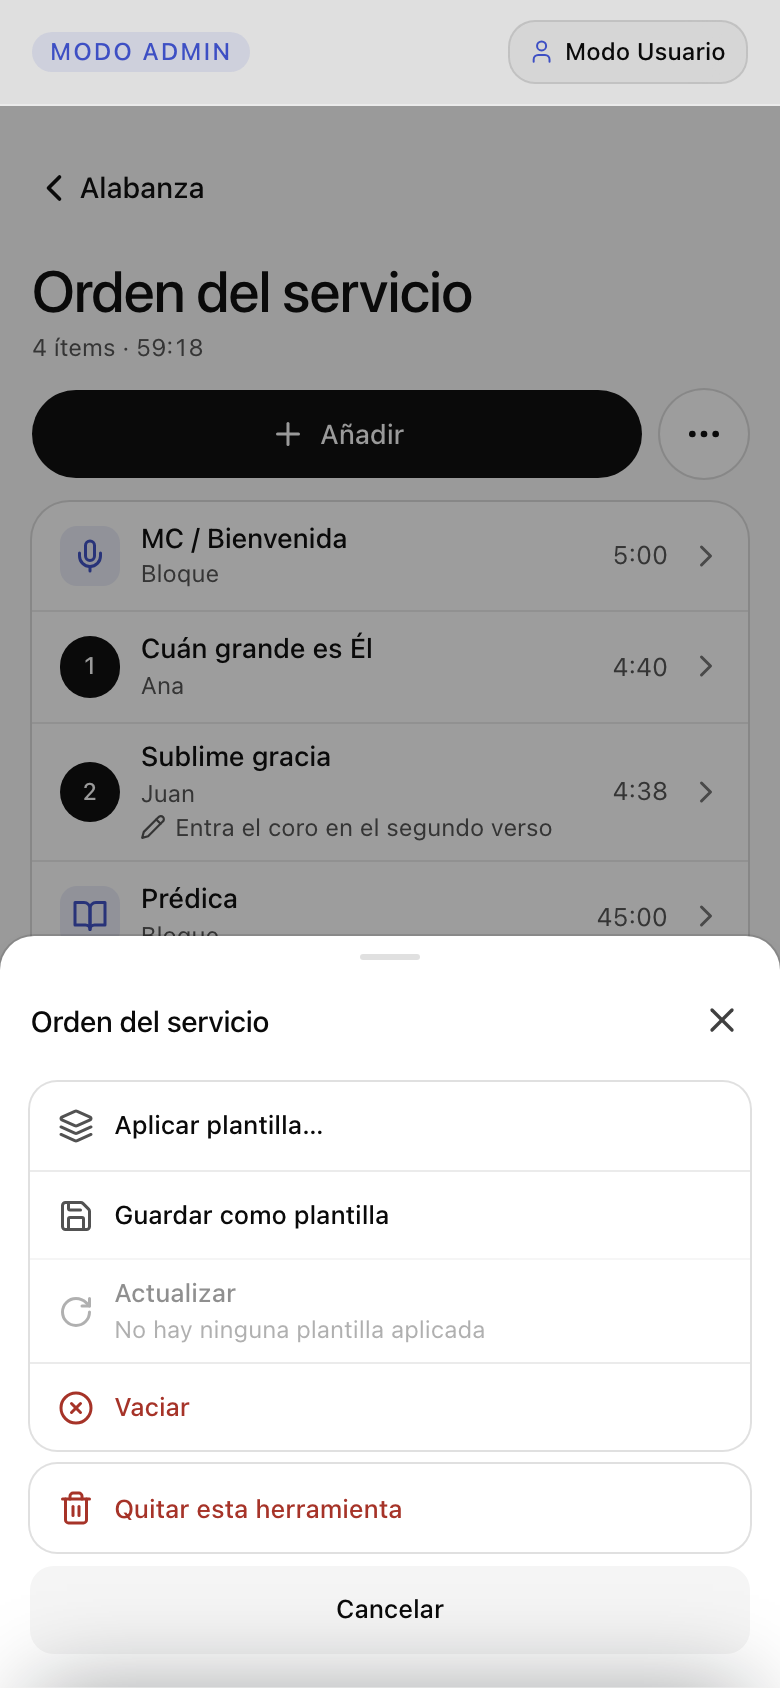 MODO ADMIN
Modo Usuario
Alabanza
Orden del servicio
4 ítems · 59:18
Añadir
MC / Bienvenida
Bloque
5:00
1
Cuán grande es Él
Ana
4:40
2
Sublime gracia
Juan
Entra el coro en el segundo verso
4:38
Prédica
Bloque
45:00
Orden del servicio
Aplicar plantilla...
Guardar como plantilla
Actualizar
No hay ninguna plantilla aplicada
Vaciar
Quitar esta herramienta
Cancelar